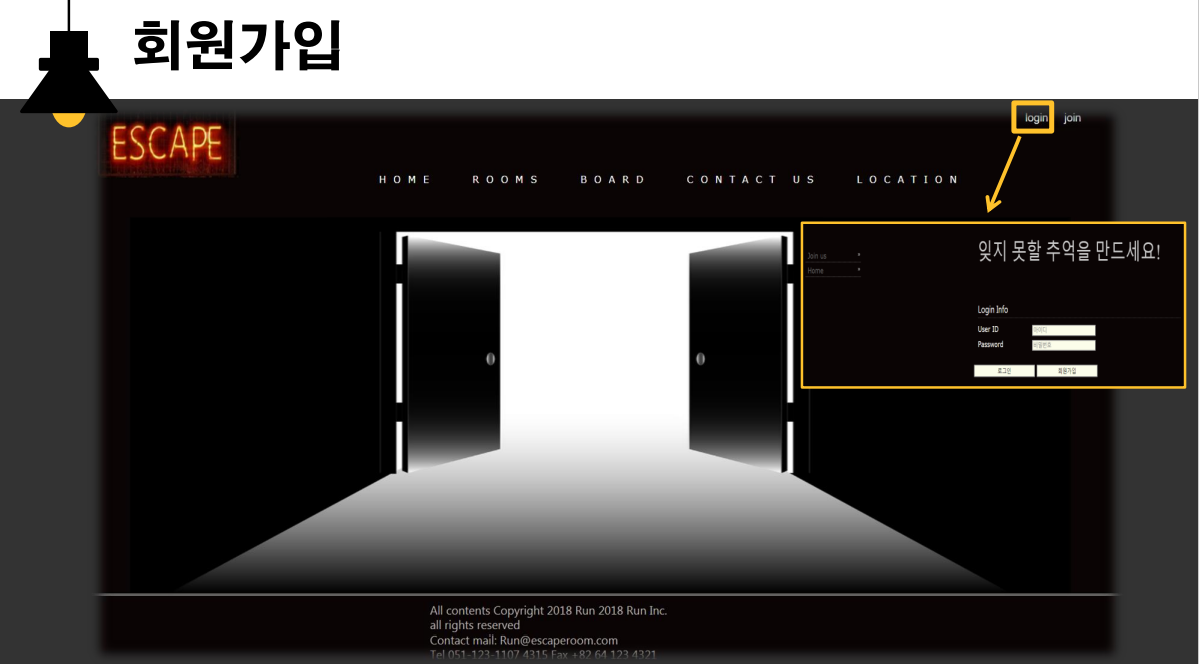 회원가입
ESCAPE
login join
HOME ROOMS BOARD CONTACT US LOCATION
잊지 못할 추억을 만드세요!
Join us
Home
Login Info
User ID 아이디
Password 비밀번호
로그인 회원가입
All contents Copyright 2018 Run 2018 Run Inc.
all rights reserved
Contact mail: Run@escaperoom.com
Tel 051-123-1107 4315 Fax +82 64 123 4321